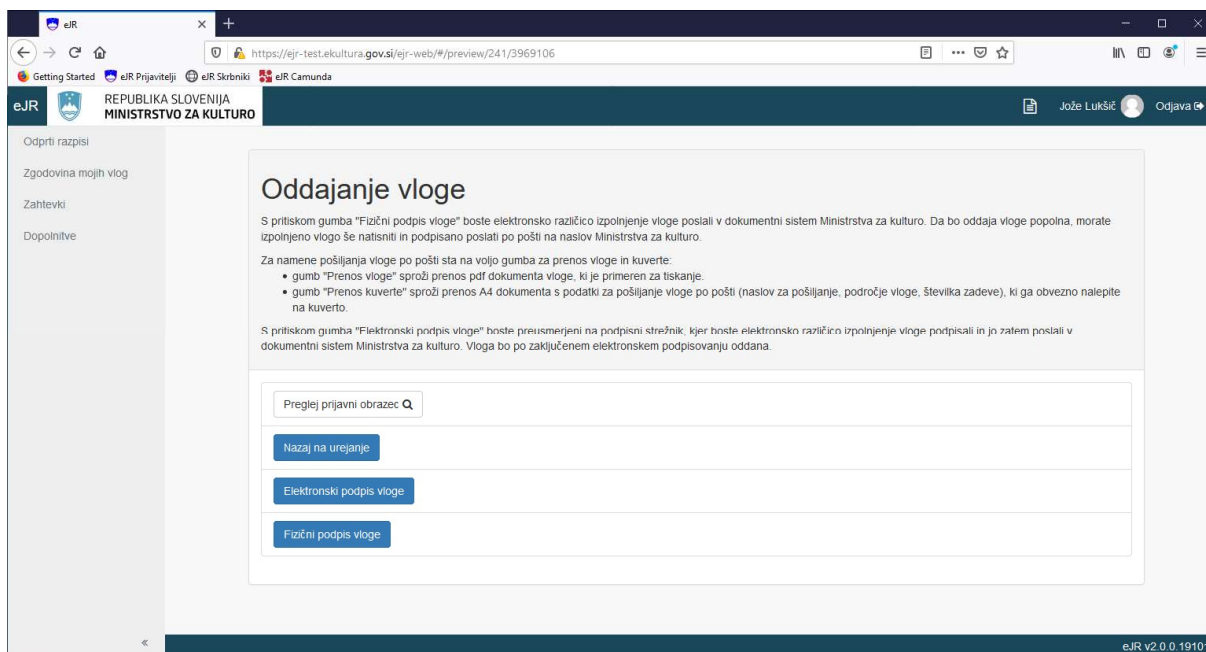 eJR
https://ejr-test.ekultura.gov.si/ejr-web/#/preview/241/3969106
Getting Started eJR Prijavitelji eJR Skrbniki eJR Camunda
eJR
REPUBLIKA SLOVENIJA
MINISTRSTVO ZA KULTURO
Jože Lukšič
Odjava
Odprti razpisi
Zgodovina mojih vlog
Zahtevki
Dopolnitve
Oddajanje vloge
S pritiskom gumba "Fizični podpis vloge" boste elektronsko različico izpolnjenje vloge poslali v dokumentni sistem Ministrstva za kulturo. Da bo oddaja vloge popolna, morate
izpolnjeno vlogo še natisniti in podpisano poslati po pošti na naslov Ministrstva za kulturo.
Za namene pošiljanja vloge po pošti sta na voljo gumba za prenos vloge in kuverte:
• gumb "Prenos vloge" sproži prenos pdf dokumenta vloge, ki je primeren za tiskanje.
• gumb "Prenos kuverte" sproži prenos A4 dokumenta s podatki za pošiljanje vloge po pošti (naslov za pošiljanje, področje vloge, številka zadeve), ki ga obvezno nalepite
na kuverto.
S pritiskom gumba "Elektronski podpis vloge" boste preusmerjeni na podpisni strežnik, kjer boste elektronsko različico izpolnjenje vloge podpisali in jo zatem poslali v
dokumentni sistem Ministrstva za kulturo. Vloga bo po zaključenem elektronskem podpisovanju oddana.
Preglej prijavni obrazec
Nazaj na urejanje
Elektronski podpis vloge
Fizični podpis vloge
eJR v2.0.0.1910